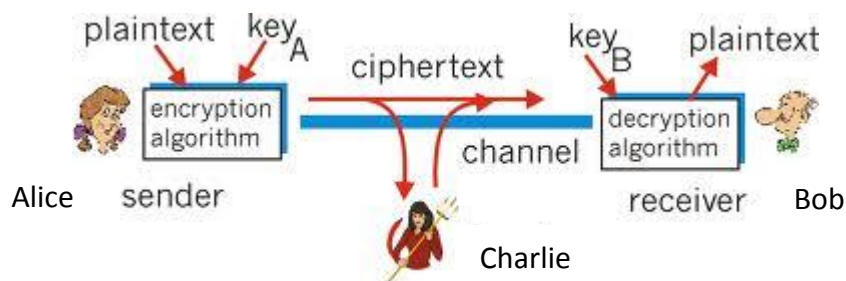 plaintext
key A
ciphertext
key B
plaintext
encryption
algorithm
channel
decryption
algorithm
Alice
sender
receiver
Bob
Charlie